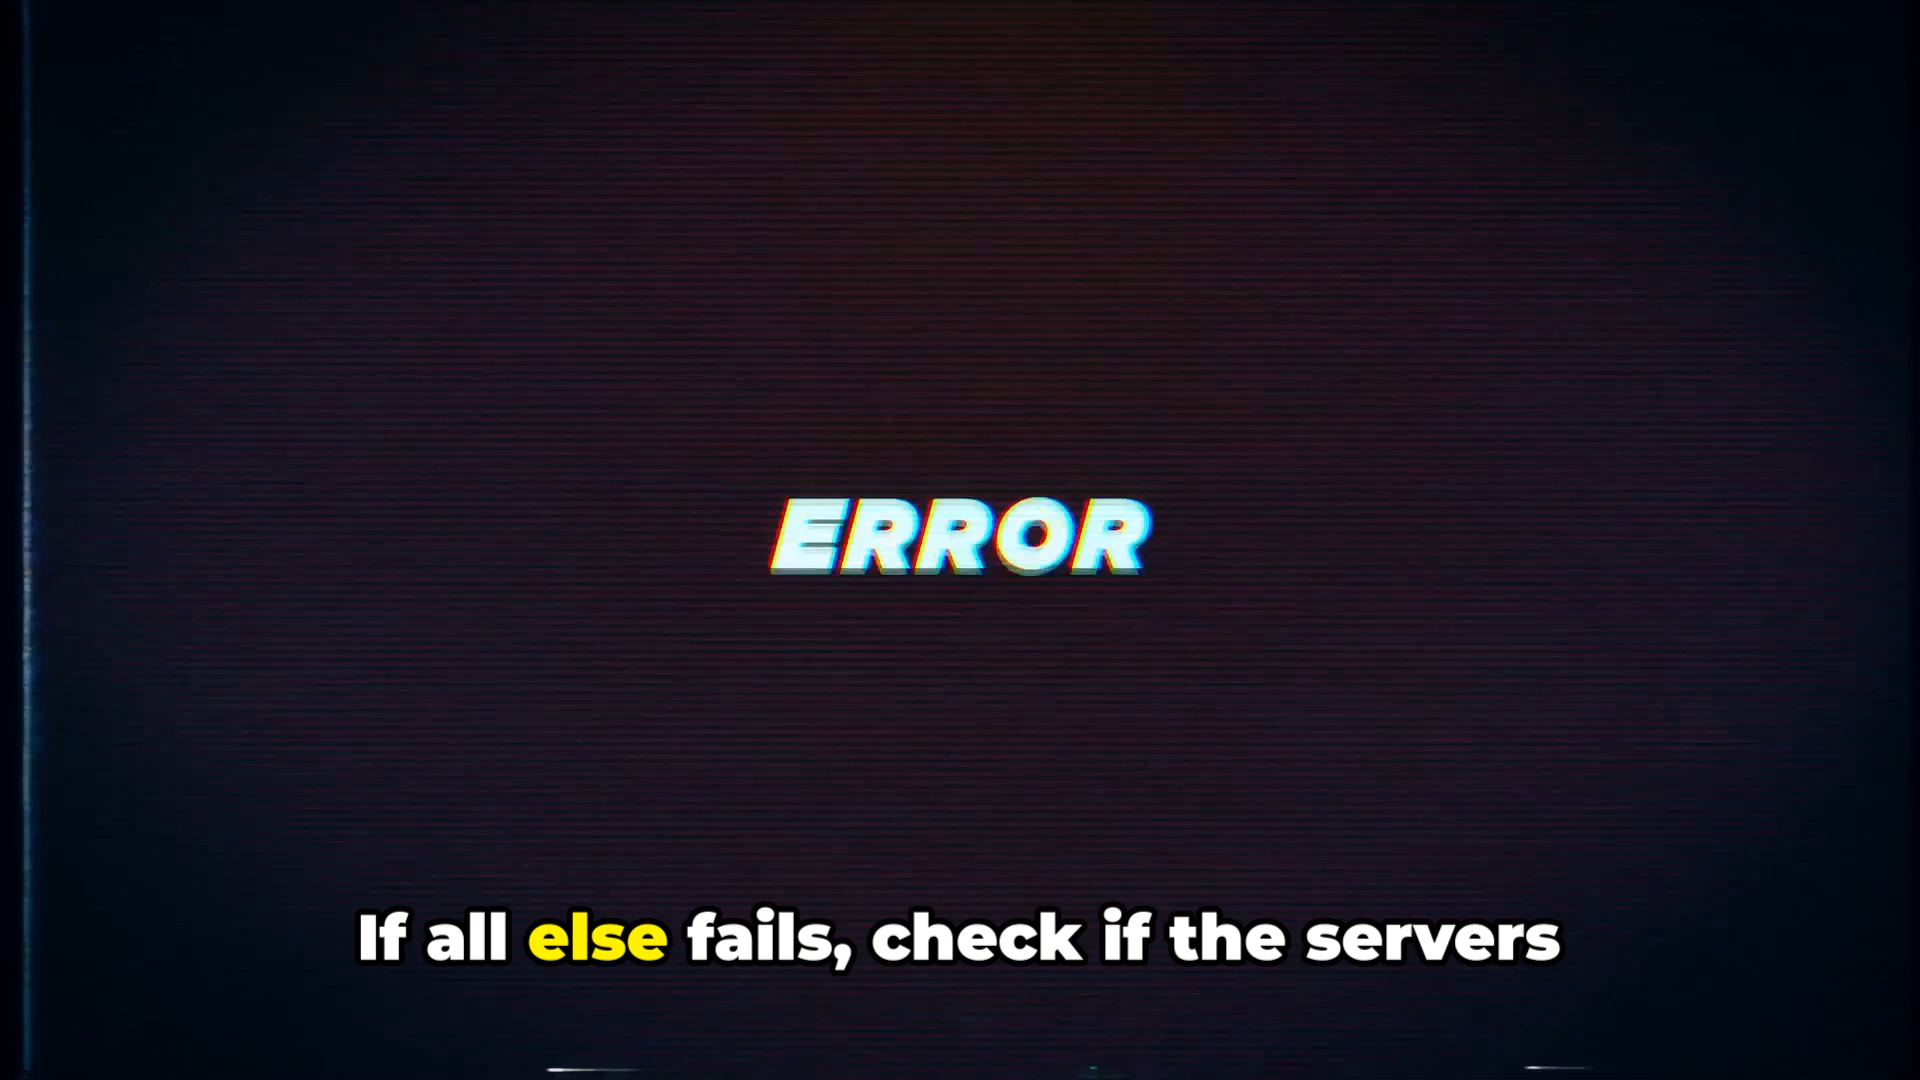 ERROR
If all else fails, check if the servers